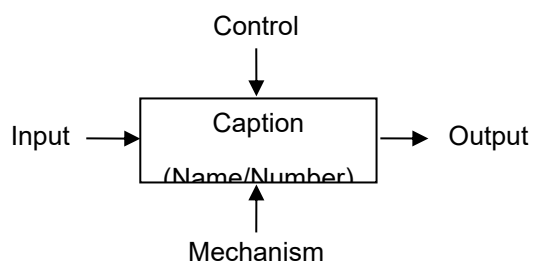 Control
Caption
Input
Output
(Name/Number)
Mechanism